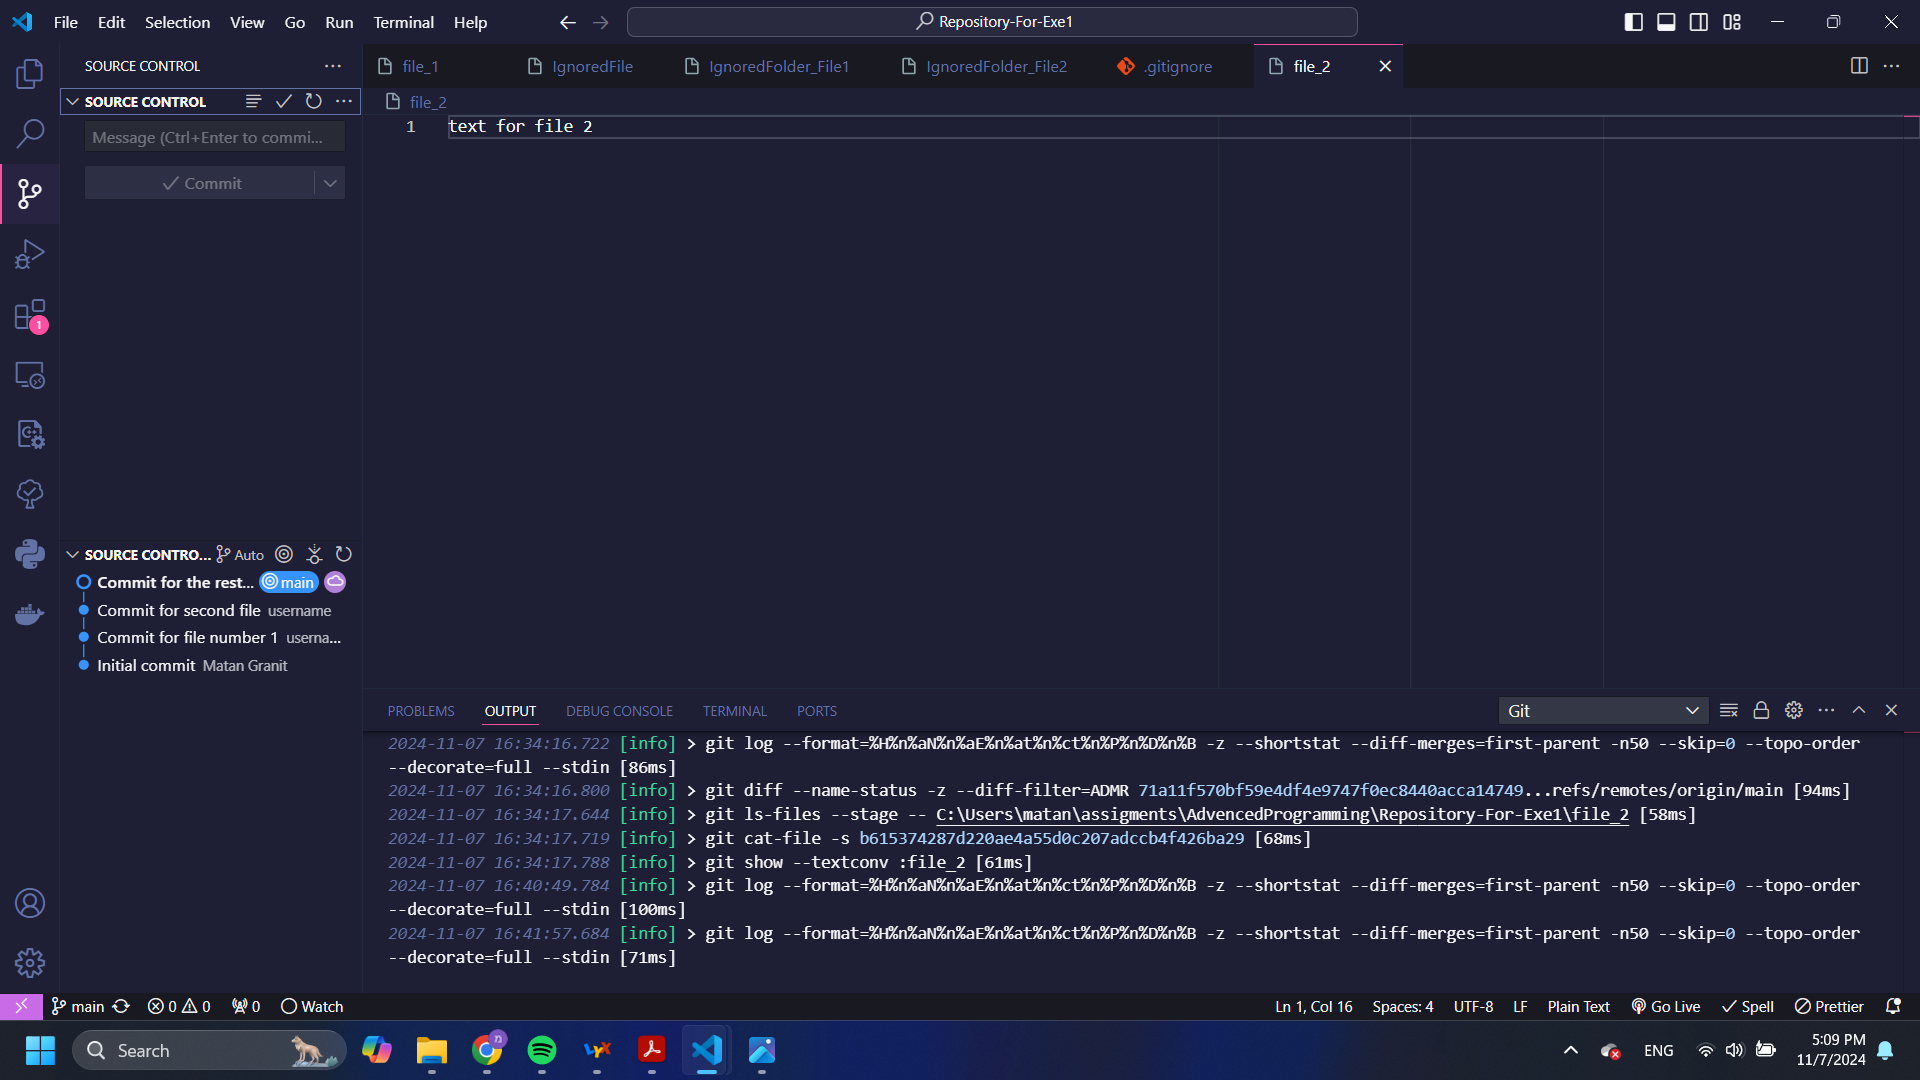 File Edit Selection View Go Run Terminal Help
Repository-For-Exe1
SOURCE CONTROL
SOURCE CONTROL
Message (Ctrl+Enter to commi...
Commit
1
SOURCE CONTRO... Auto
Commit for the rest... main
Commit for second file username
Commit for file number 1 userna...
Initial commit Matan Granit
file_1 IgnoredFile IgnoredFolder_File1 IgnoredFolder_File2 .gitignore file_2
file_2
1 text for file 2
PROBLEMS OUTPUT DEBUG CONSOLE TERMINAL PORTS
Git
2024-11-07 16:34:16.722 [info] > git log --format=%H%n%aN%n%aE%n%at%n%ct%n%P%n%D%n%B -z --shortstat --diff-merges=first-parent -n50 --skip=0 --topo-order
--decorate=full --stdin [86ms]
2024-11-07 16:34:16.800 [info] > git diff --name-status -z --diff-filter=ADMR 71a11f570bf59e4df4e9747f0ec8440acca14749...refs/remotes/origin/main [94ms]
2024-11-07 16:34:17.644 [info] > git ls-files --stage -- C:\Users\matan\assigments\AdvencedProgramming\Repository-For-Exe1\file_2 [58ms]
2024-11-07 16:34:17.719 [info] > git cat-file -s b615374287d220ae4a55d0c207adccb4f426ba29 [68ms]
2024-11-07 16:34:17.788 [info] > git show --textconv :file_2 [61ms]
2024-11-07 16:40:49.784 [info] > git log --format=%H%n%aN%n%aE%n%at%n%ct%n%P%n%D%n%B -z --shortstat --diff-merges=first-parent -n50 --skip=0 --topo-order
--decorate=full --stdin [100ms]
2024-11-07 16:41:57.684 [info] > git log --format=%H%n%aN%n%aE%n%at%n%ct%n%P%n%D%n%B -z --shortstat --diff-merges=first-parent -n50 --skip=0 --topo-order
--decorate=full --stdin [71ms]
main 0 0 0 Watch
Ln 1, Col 16 Spaces: 4 UTF-8 LF Plain Text Go Live Spell Prettier
Search
n
LYX
ENG
5:09 PM
11/7/2024